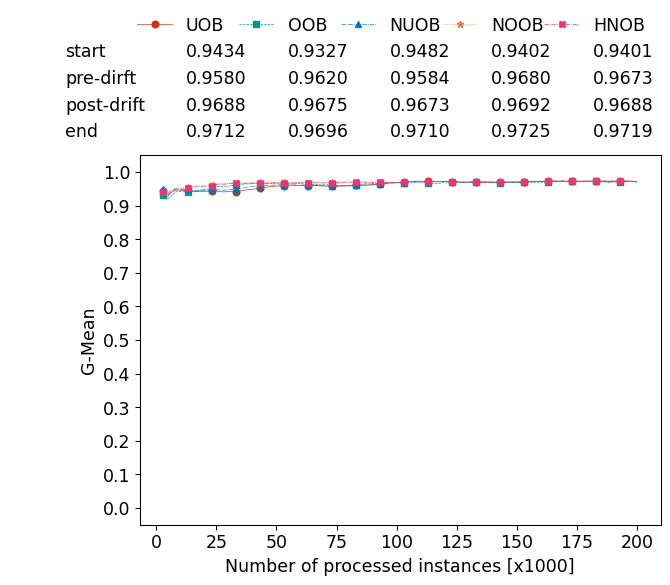 UOB OOB NUOB NOOB HNOB
start 0.9434 0.9327 0.9482 0.9402 0.9401
pre-dirft 0.9580 0.9620 0.9584 0.9680 0.9673
post-drift 0.9688 0.9675 0.9673 0.9692 0.9688
end 0.9712 0.9696 0.9710 0.9725 0.9719
1.0
0.9
0.8
0.7
0.6
0.5
0.4
0.3
0.2
0.1
0.0
G-Mean
0 25 50 75 100 125 150 175 200
Number of processed instances [x1000]